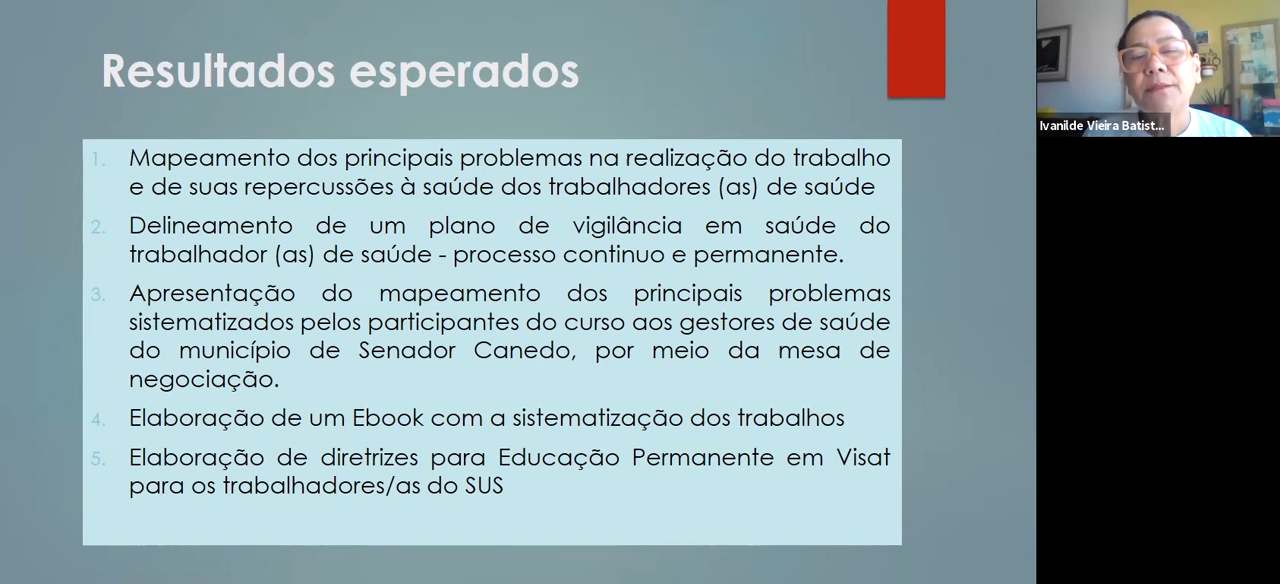 Resultados esperados
Ivanilde Vieira Batist...
1. Mapeamento dos principais problemas na realização do trabalho
e de suas repercussões à saúde dos trabalhadores (as) de saúde
2. Delineamento de um plano de vigilância em saúde do
trabalhador (as) de saúde - processo continuo e permanente.
3. Apresentação do mapeamento dos principais problemas
sistematizados pelos participantes do curso aos gestores de saúde
do município de Senador Canedo, por meio da mesa de
negociação.
4. Elaboração de um Ebook com a sistematização dos trabalhos
5. Elaboração de diretrizes para Educação Permanente em Visat
para os trabalhadores/as do SUS